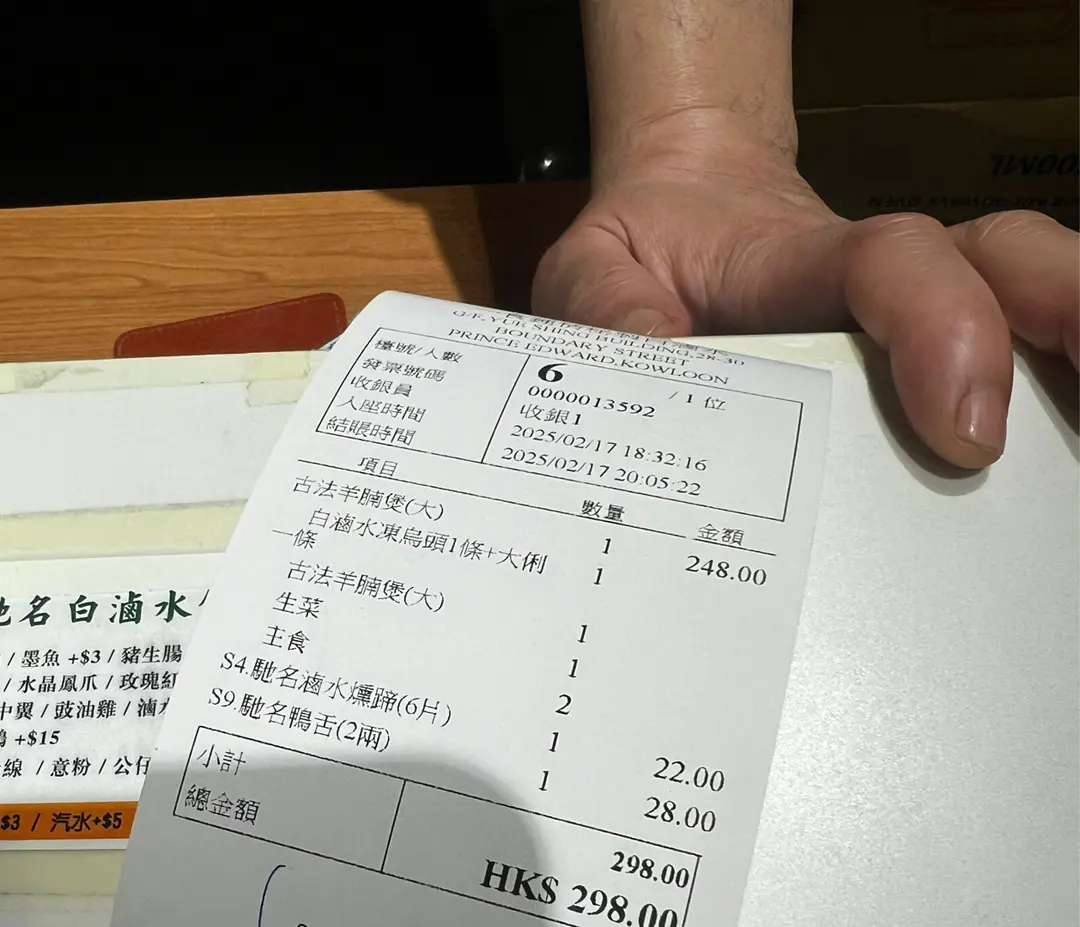 G/F, YUE SHING BUILDING, 28-30
BOUNDARY STREET
PRINCE EDWARD, KOWLOON
檯號/人數 6 / 1 位
發票號碼 0000013592
收銀員 收銀1
入座時間 2025/02/17 18:32:16
結賬時間 2025/02/17 20:05:22
項目 數量 金額
古法羊腩煲(大) 1 248.00
白滷水凍烏頭1條+大俐 1
一條
古法羊腩煲(大) 1
生菜 1
主食 2
S4.馳名滷水燻蹄(6片) 1 22.00
S9.馳名鴨舌(2兩) 1 28.00
小計 298.00
總金額 HK$ 298.00
名白滷水
/ 墨魚 +$3 / 豬生腸
/ 水晶鳳爪 / 玫瑰
中翼 / 豉油雞 / 滷
+$15
線 / 意粉 / 公仔
$3 / 汽水+$5